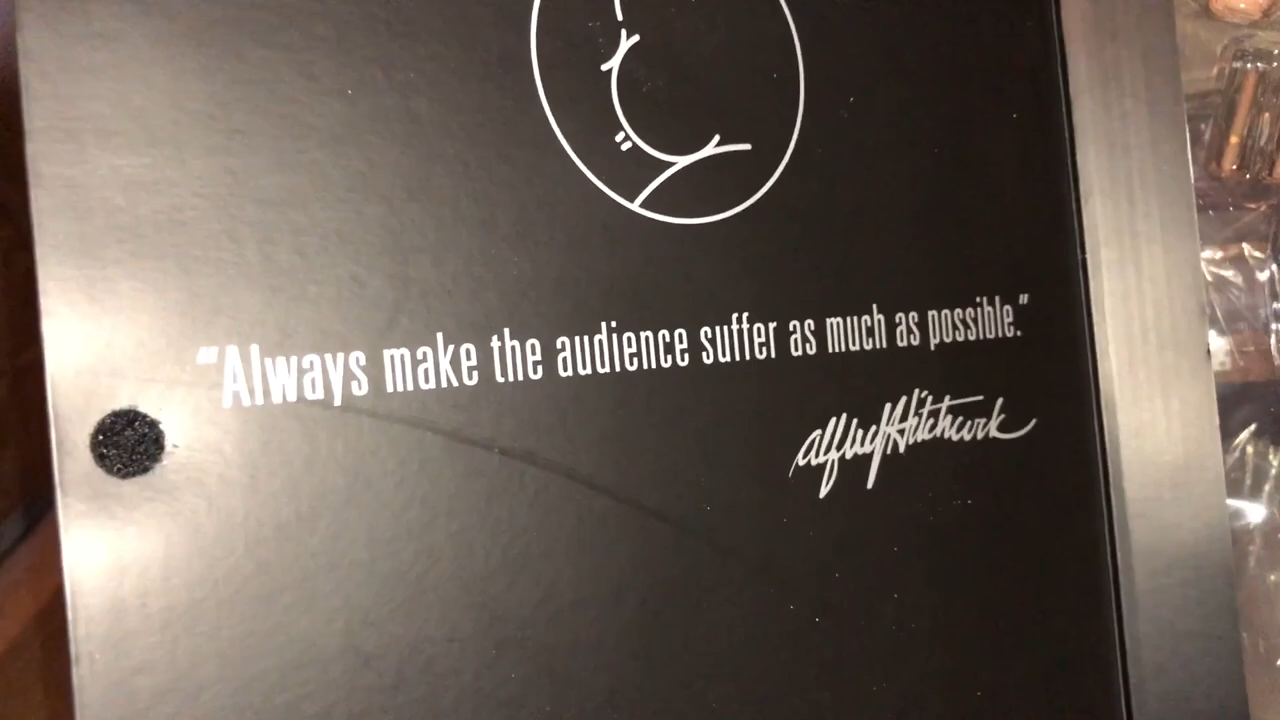 “Always make the audience suffer as much as possible.”
Alfred Hitchcock